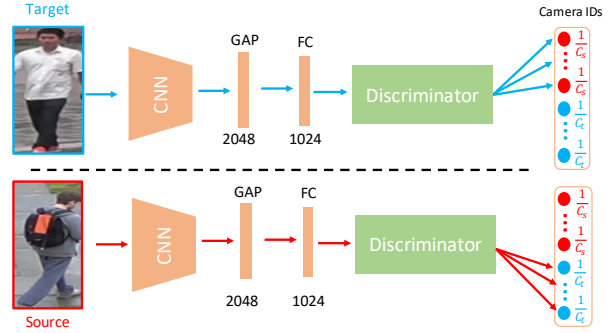 Target
Camera IDs
CNN
GAP
FC
2048
1024
Discriminator
1/C_s
1/C_s
1/C_t
1/C_t
CNN
GAP
FC
2048
1024
Discriminator
1/C_s
1/C_s
1/C_t
1/C_t
Source